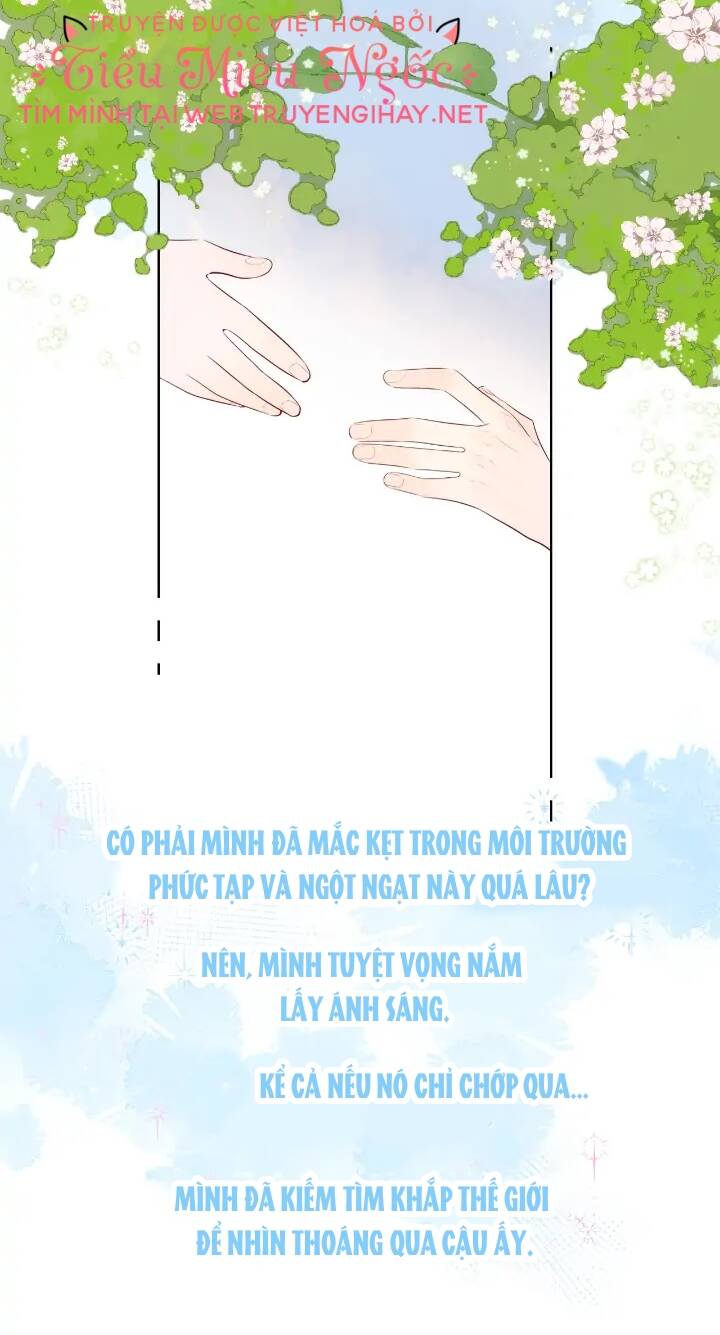 TRUYỆN ĐƯỢC VIỆT HOÁ BỞI
Tiểu Miêu Ngốc
TÌM MÌNH TẠI WEB TRUYENGIHAY.NET
CÓ PHẢI MÌNH ĐÃ MẮC KẸT TRONG MÔI TRƯỜNG
PHỨC TẠP VÀ NGỘT NGẠT NÀY QUÁ LÂU?
NÊN, MÌNH TUYỆT VỌNG NẮM
LẤY ÁNH SÁNG.
KỂ CẢ NẾU NÓ CHỈ CHỚP QUA...
MÌNH ĐÃ KIẾM TÌM KHẮP THẾ GIỚI
ĐỂ NHÌN THOÁNG QUA CẬU ẤY.